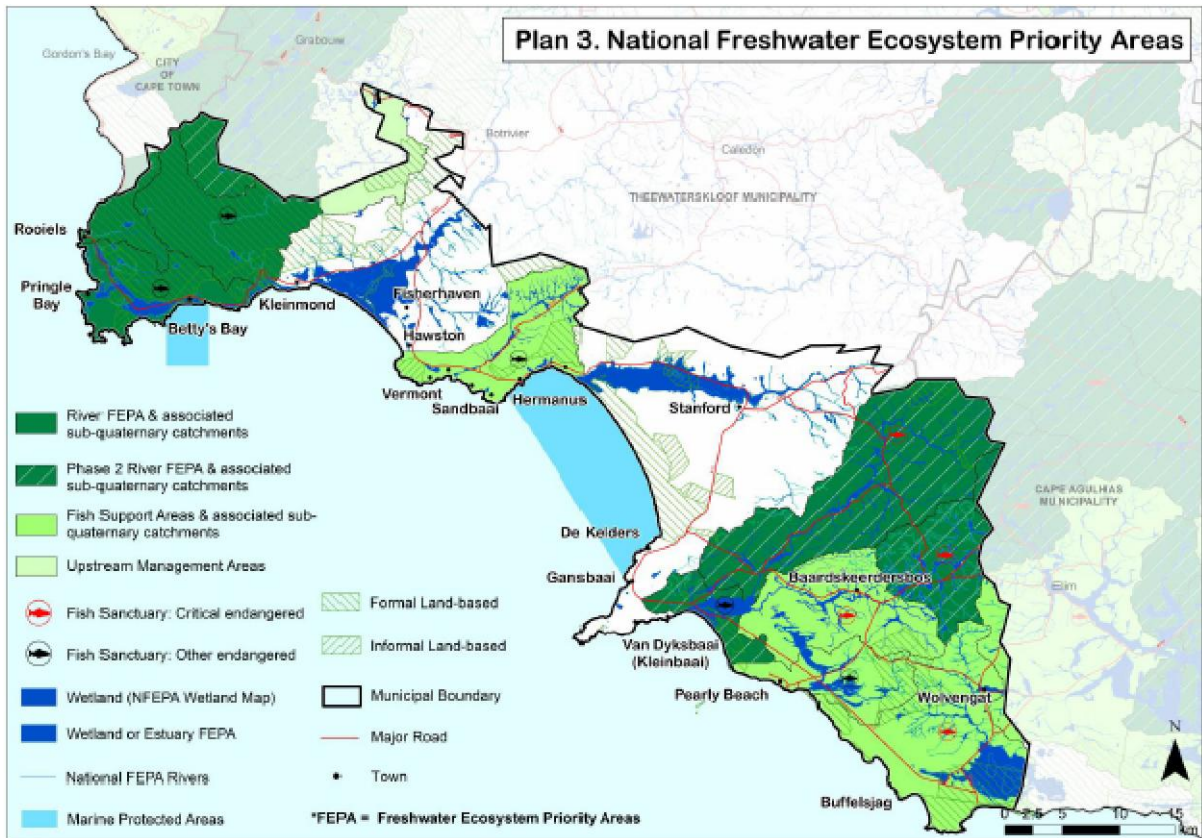 Plan 3. National Freshwater Ecosystem Priority Areas
Gordon's Bay
Grabouw
CITY
OF
CAPE TOWN
Botrivier
Caledon
THEEWATERSKLOOF MUNICIPALITY
Rooiels
Pringle
Bay
Betty's Bay
Kleinmond
Fisherhaven
Hawston
Vermont
Sandbaai
Hermanus
Stanford
De Kelders
Gansbaai
Baardskeerdersbos
Van Dyksbaai
(Kleinbaai)
Pearly Beach
Wolvengat
Buffelsjag
CAPE AGULHAS
MUNICIPALITY
Elim
River FEPA & associated
sub-quaternary catchments
Phase 2 River FEPA & associated
sub-quaternary catchments
Fish Support Areas & associated sub-
quaternary catchments
Upstream Management Areas
Fish Sanctuary: Critical endangered
Fish Sanctuary: Other endangered
Wetland (NFEPA Wetland Map)
Wetland or Estuary FEPA
National FEPA Rivers
Marine Protected Areas
Formal Land-based
Informal Land-based
Municipal Boundary
Major Road
Town
*FEPA = Freshwater Ecosystem Priority Areas
N
0 2.5 5 10 15
km